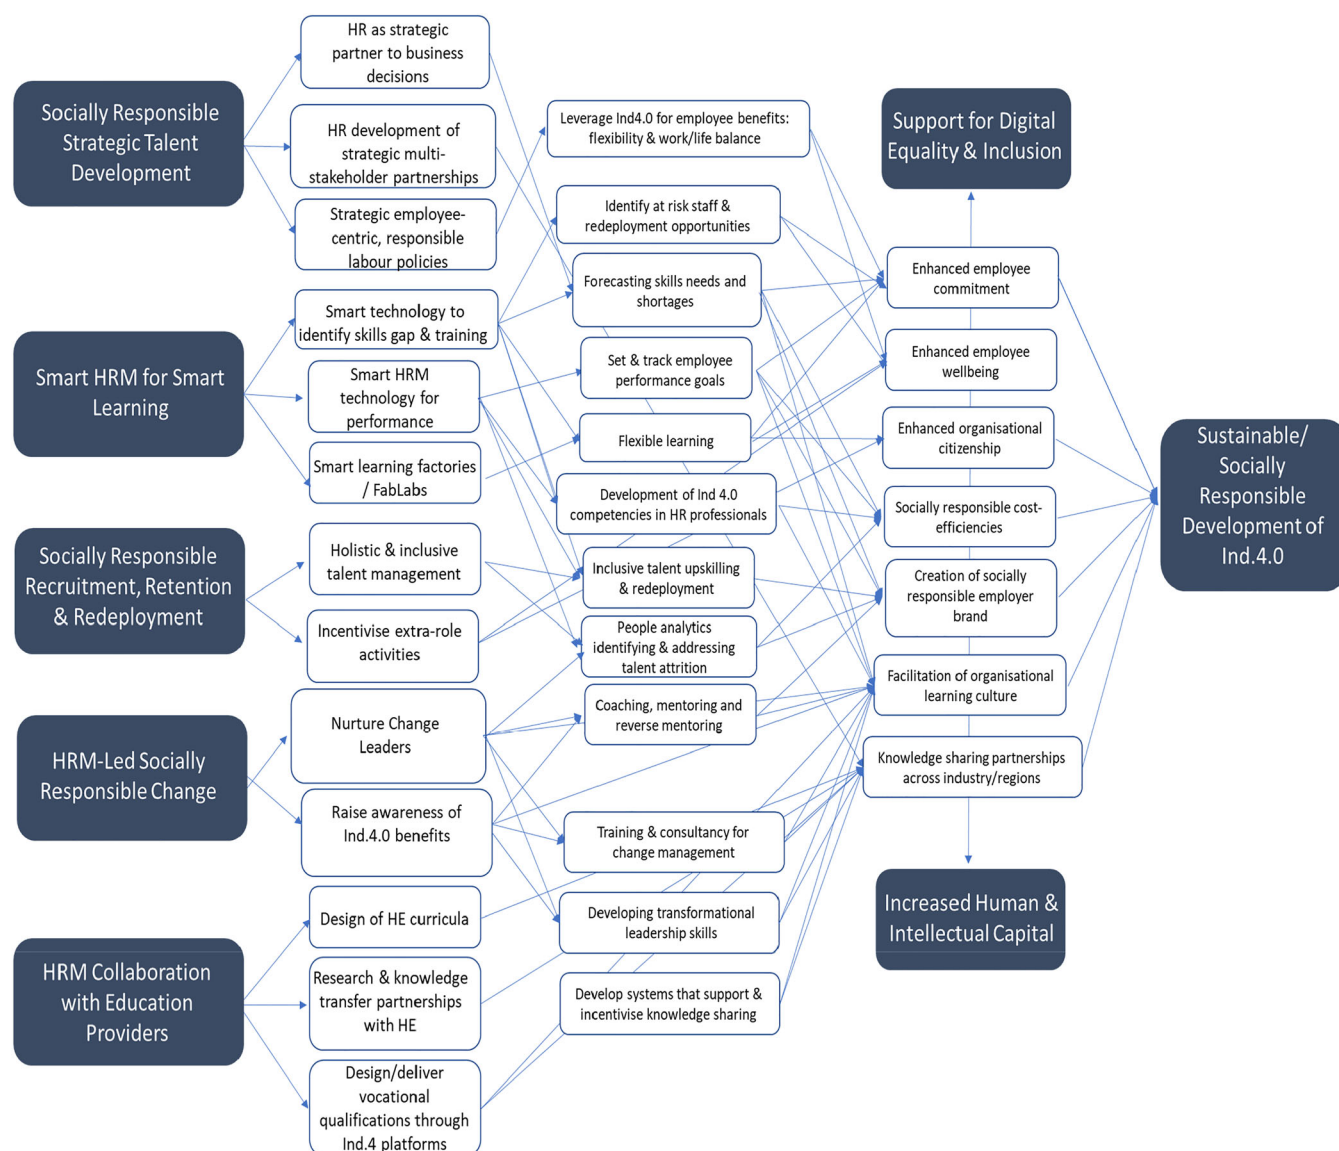 Socially Responsible
Strategic Talent
Development
Smart HRM for Smart
Learning
Socially Responsible
Recruitment, Retention
& Redeployment
HRM-Led Socially
Responsible Change
HRM Collaboration
with Education
Providers
HR as strategic
partner to business
decisions
HR development of
strategic multi-
stakeholder partnerships
Strategic employee-
centric, responsible
labour policies
Smart technology to
identify skills gap & training
Smart HRM
technology for
performance
Smart learning factories
/ FabLabs
Holistic & inclusive
talent management
Incentivise extra-role
activities
Nurture Change
Leaders
Raise awareness of
Ind.4.0 benefits
Design of HE curricula
Research & knowledge
transfer partnerships
with HE
Design/deliver
vocational
qualifications through
Ind.4 platforms
Leverage Ind4.0 for employee benefits:
flexibility & work/life balance
Identify at risk staff &
redeployment opportunities
Forecasting skills needs and
shortages
Set & track employee
performance goals
Flexible learning
Development of Ind 4.0
competencies in HR professionals
Inclusive talent upskilling
& redeployment
People analytics
identifying & addressing
talent attrition
Coaching, mentoring and
reverse mentoring
Training & consultancy for
change management
Developing transformational
leadership skills
Develop systems that support &
incentivise knowledge sharing
Support for Digital
Equality & Inclusion
Enhanced employee
commitment
Enhanced employee
wellbeing
Enhanced organisational
citizenship
Socially responsible cost-
efficiencies
Creation of socially
responsible employer
brand
Facilitation of organisational
learning culture
Knowledge sharing partnerships
across industry/regions
Increased Human &
Intellectual Capital
Sustainable/
Socially
Responsible
Development of
Ind.4.0